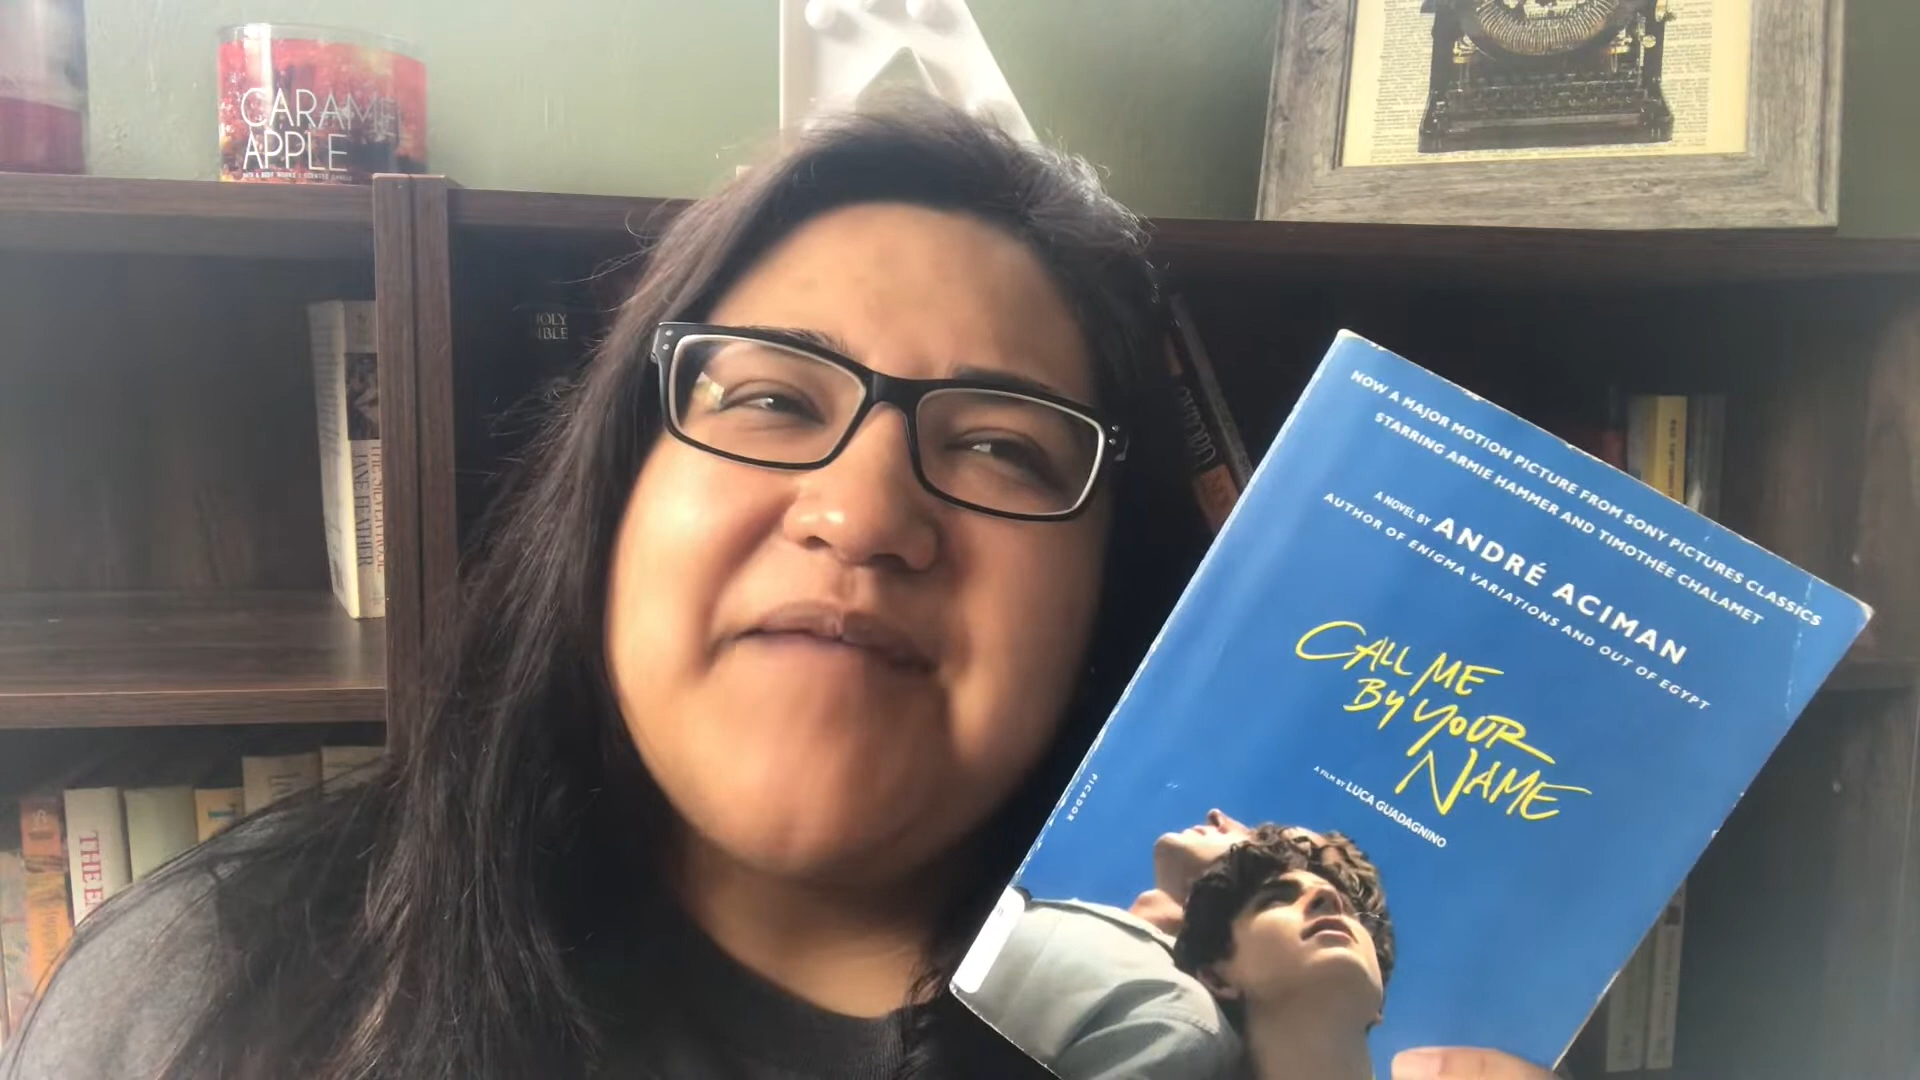 CARAME
APPLE
HOLY
BIBLE
JANE FEATHER
NOW A MAJOR MOTION PICTURE FROM SONY PICTURES CLASSICS
STARRING ARMIE HAMMER AND TIMOTHÉE CHALAMET
A NOVEL BY ANDRÉ ACIMAN
AUTHOR OF ENIGMA VARIATIONS AND OUT OF EGYPT
CALL ME
BY YOUR
NAME
A FILM BY LUCA GUADAGNINO
PICADOR
THE E